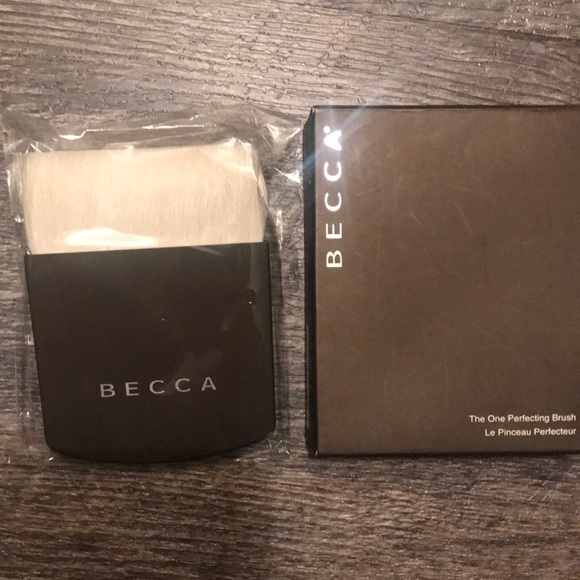 BECCA
BECCA®
The One Perfecting Brush
Le Pinceau Perfecteur